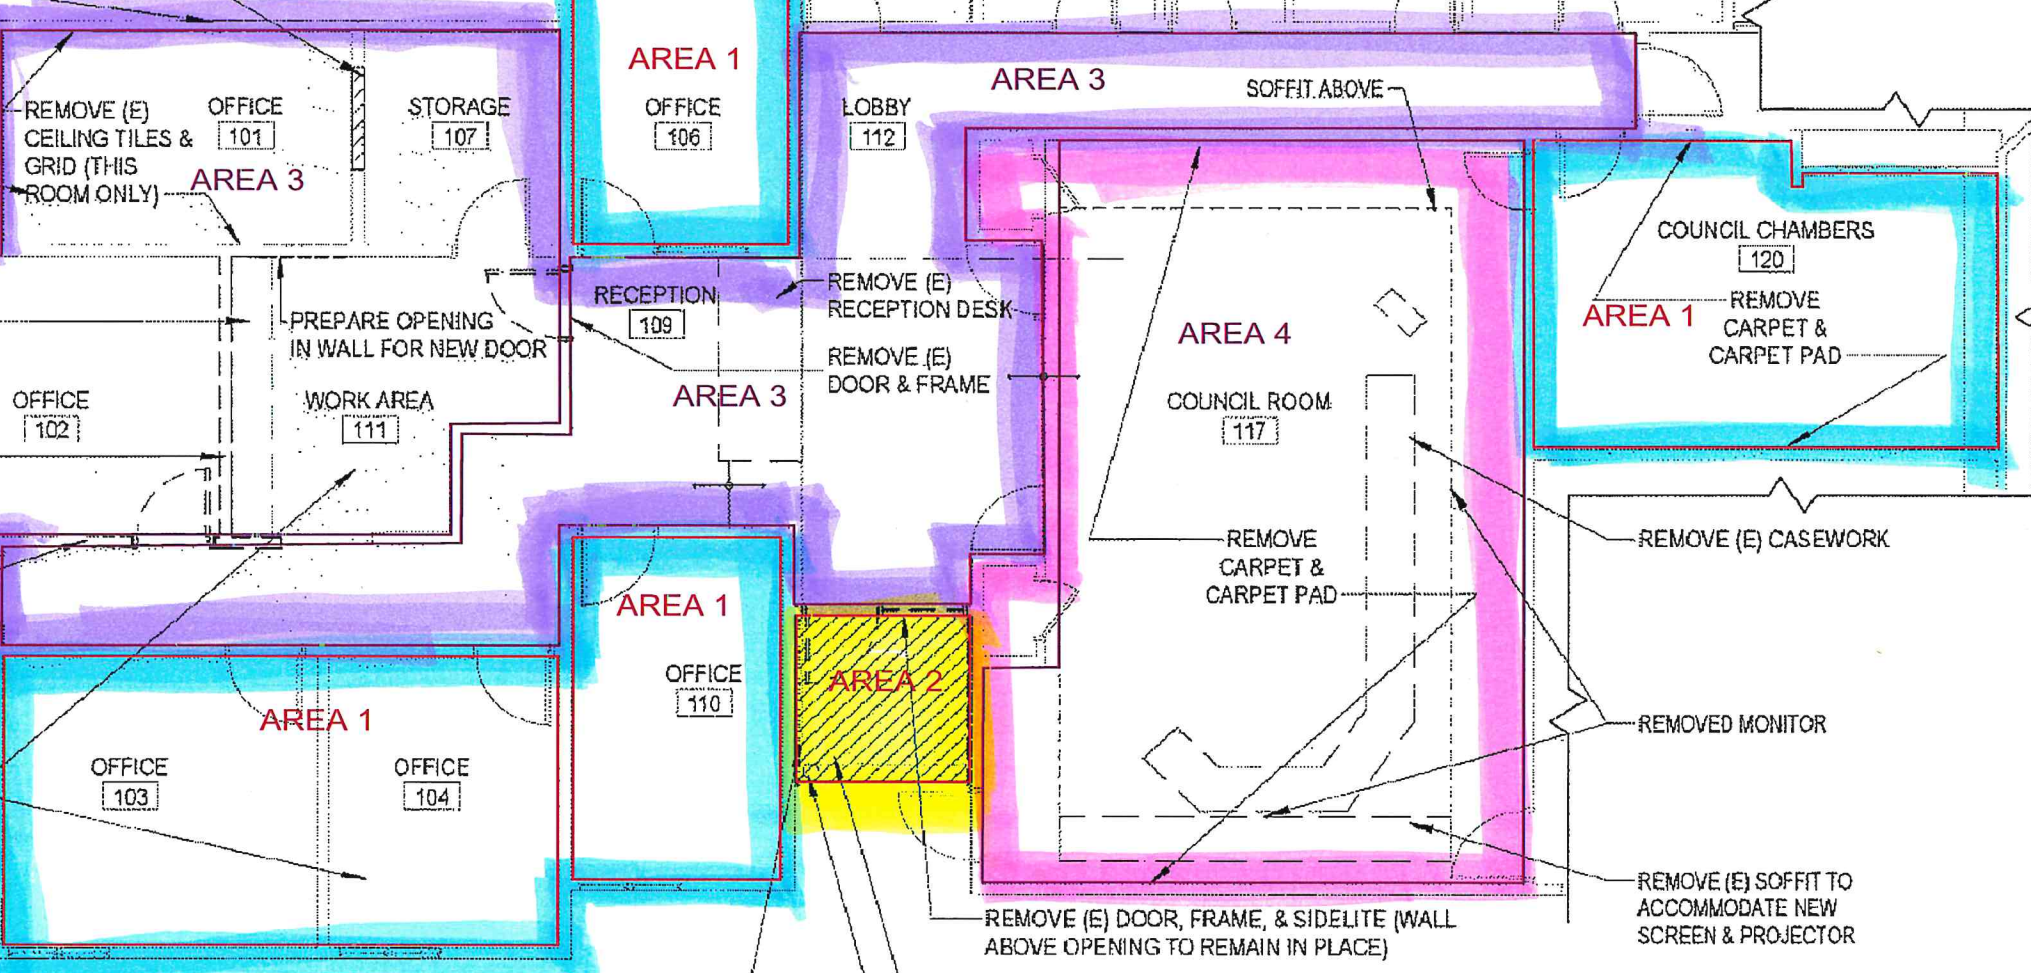 AREA 1
OFFICE
106
AREA 3
SOFFIT ABOVE
REMOVE (E)
CEILING TILES &
GRID (THIS
ROOM ONLY)
OFFICE
101
STORAGE
107
AREA 3
LOBBY
112
COUNCIL CHAMBERS
120
AREA 1
REMOVE
CARPET &
CARPET PAD
PREPARE OPENING
IN WALL FOR NEW DOOR
RECEPTION
109
REMOVE (E)
RECEPTION DESK
REMOVE (E)
DOOR & FRAME
AREA 3
AREA 4
COUNCIL ROOM
117
OFFICE
102
WORK AREA
111
REMOVE
CARPET &
CARPET PAD
REMOVE (E) CASEWORK
AREA 1
OFFICE
110
AREA 2
AREA 1
OFFICE
103
OFFICE
104
REMOVED MONITOR
REMOVE (E) DOOR, FRAME, & SIDELITE (WALL
ABOVE OPENING TO REMAIN IN PLACE)
REMOVE (E) SOFFIT TO
ACCOMMODATE NEW
SCREEN & PROJECTOR